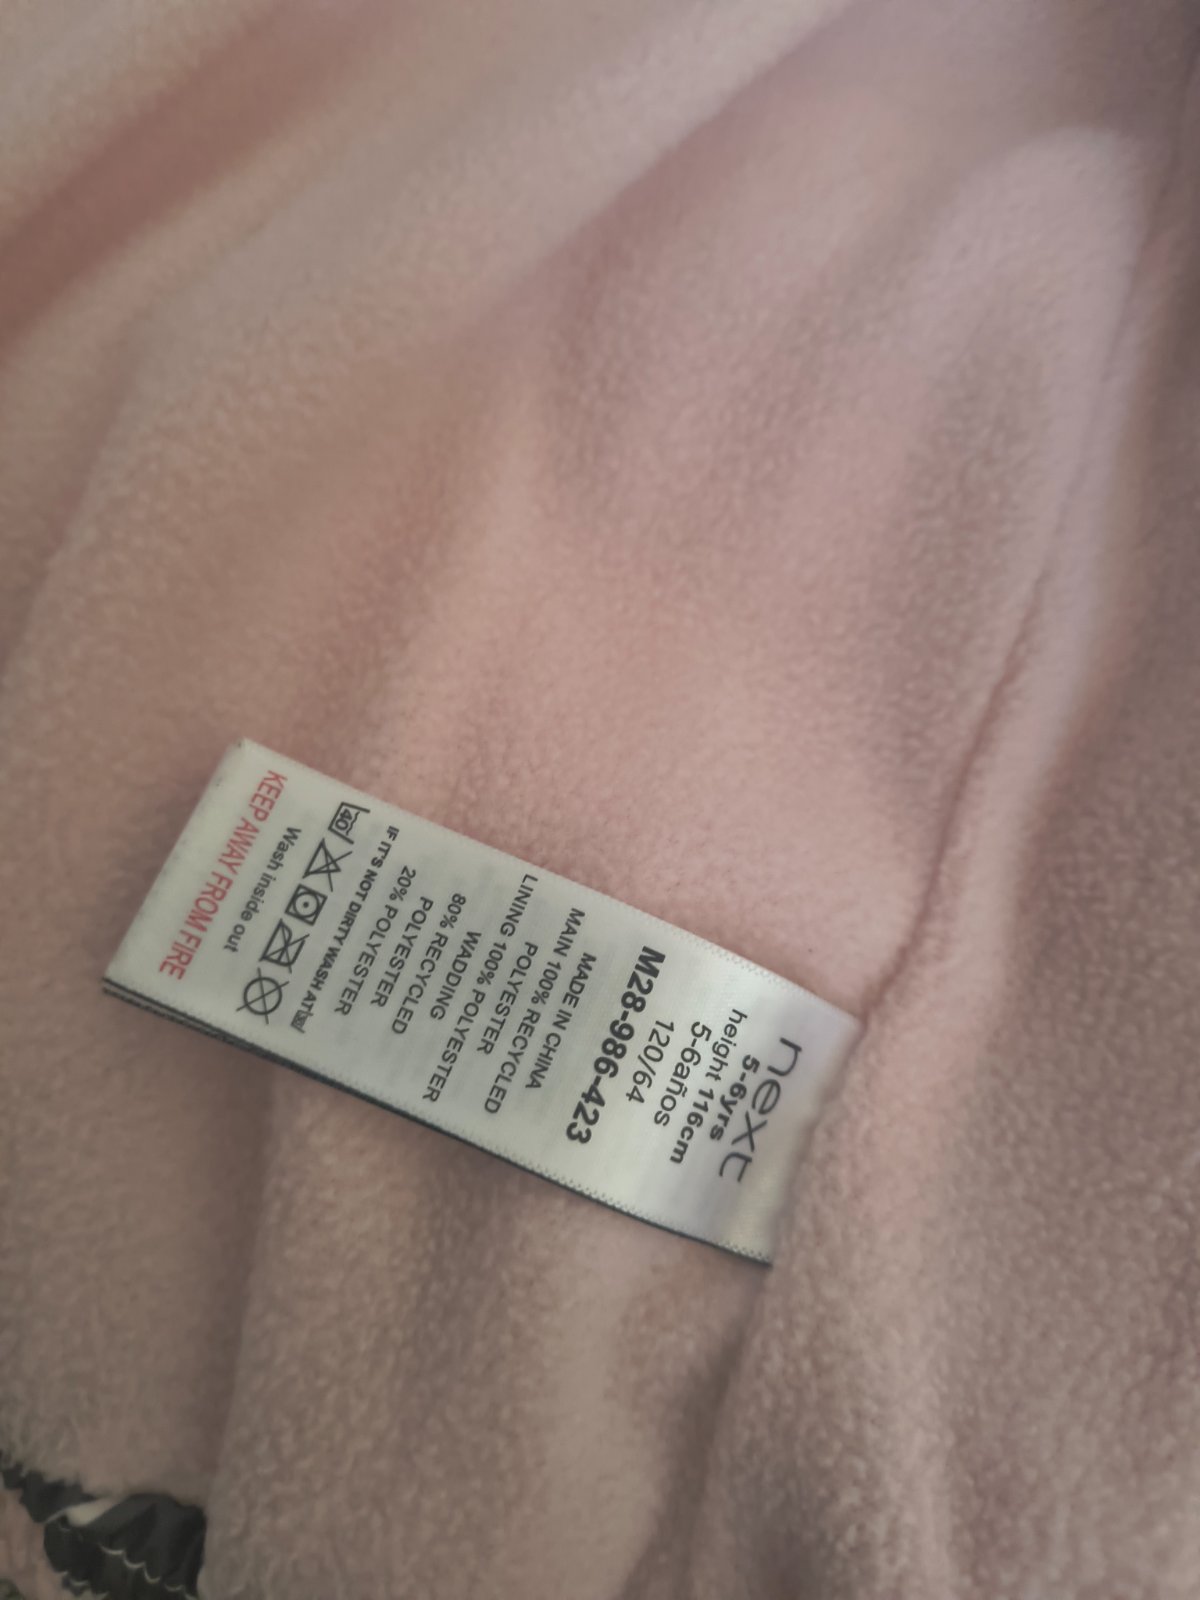 next
5-6yrs
height 116cm
5-6años
120/64
M28-986-423
MADE IN CHINA
MAIN 100% RECYCLED
POLYESTER
LINING 100% POLYESTER
WADDING
80% RECYCLED
POLYESTER
20% POLYESTER
IF IT'S NOT DIRTY WASH AT 30
40
Wash inside out
KEEP AWAY FROM FIRE